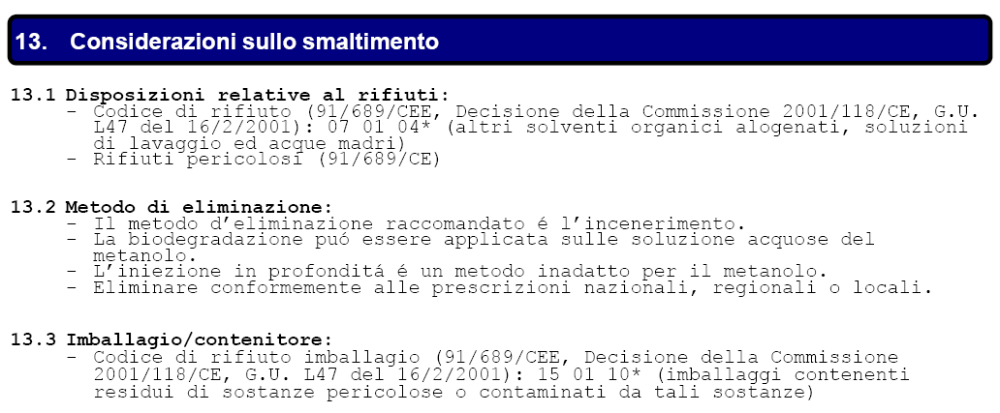 13. Considerazioni sullo smaltimento
13.1 Disposizioni relative al rifiuti:
- Codice di rifiuto (91/689/CEE, Decisione della Commissione 2001/118/CE, G.U.
L47 del 16/2/2001): 07 01 04* (altri solventi organici alogenati, soluzioni
di lavaggio ed acque madri)
- Rifiuti pericolosi (91/689/CE)
13.2 Metodo di eliminazione:
- Il metodo d’eliminazione raccomandato é l’incenerimento.
- La biodegradazione puó essere applicata sulle soluzione acquose del
metanolo.
- L’iniezione in profonditá é un metodo inadatto per il metanolo.
- Eliminare conformemente alle prescrizioni nazionali, regionali o locali.
13.3 Imballagio/contenitore:
- Codice di rifiuto imballagio (91/689/CEE, Decisione della Commissione
2001/118/CE, G.U. L47 del 16/2/2001): 15 01 10* (imballaggi contenenti
residui di sostanze pericolose o contaminati da tali sostanze)